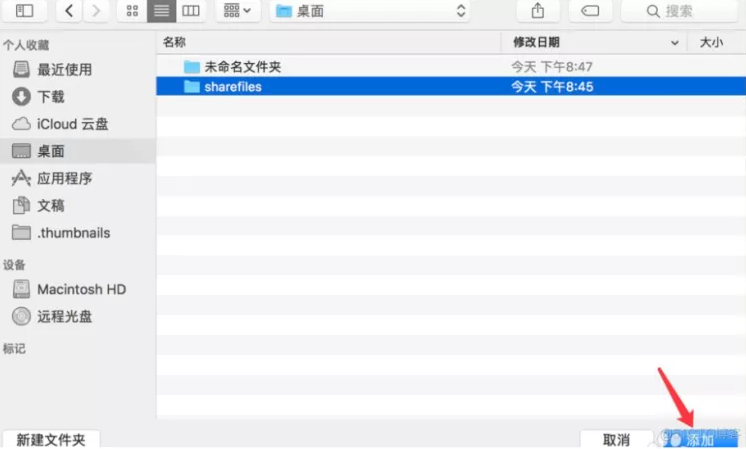 桌面
搜索
个人收藏
名称
修改日期
大小
最近使用
未命名文件夹
今天 下午8:47
sharefiles
今天 下午8:45
下载
iCloud 云盘
桌面
应用程序
文稿
.thumbnails
设备
Macintosh HD
远程光盘
标记
新建文件夹
取消
添加